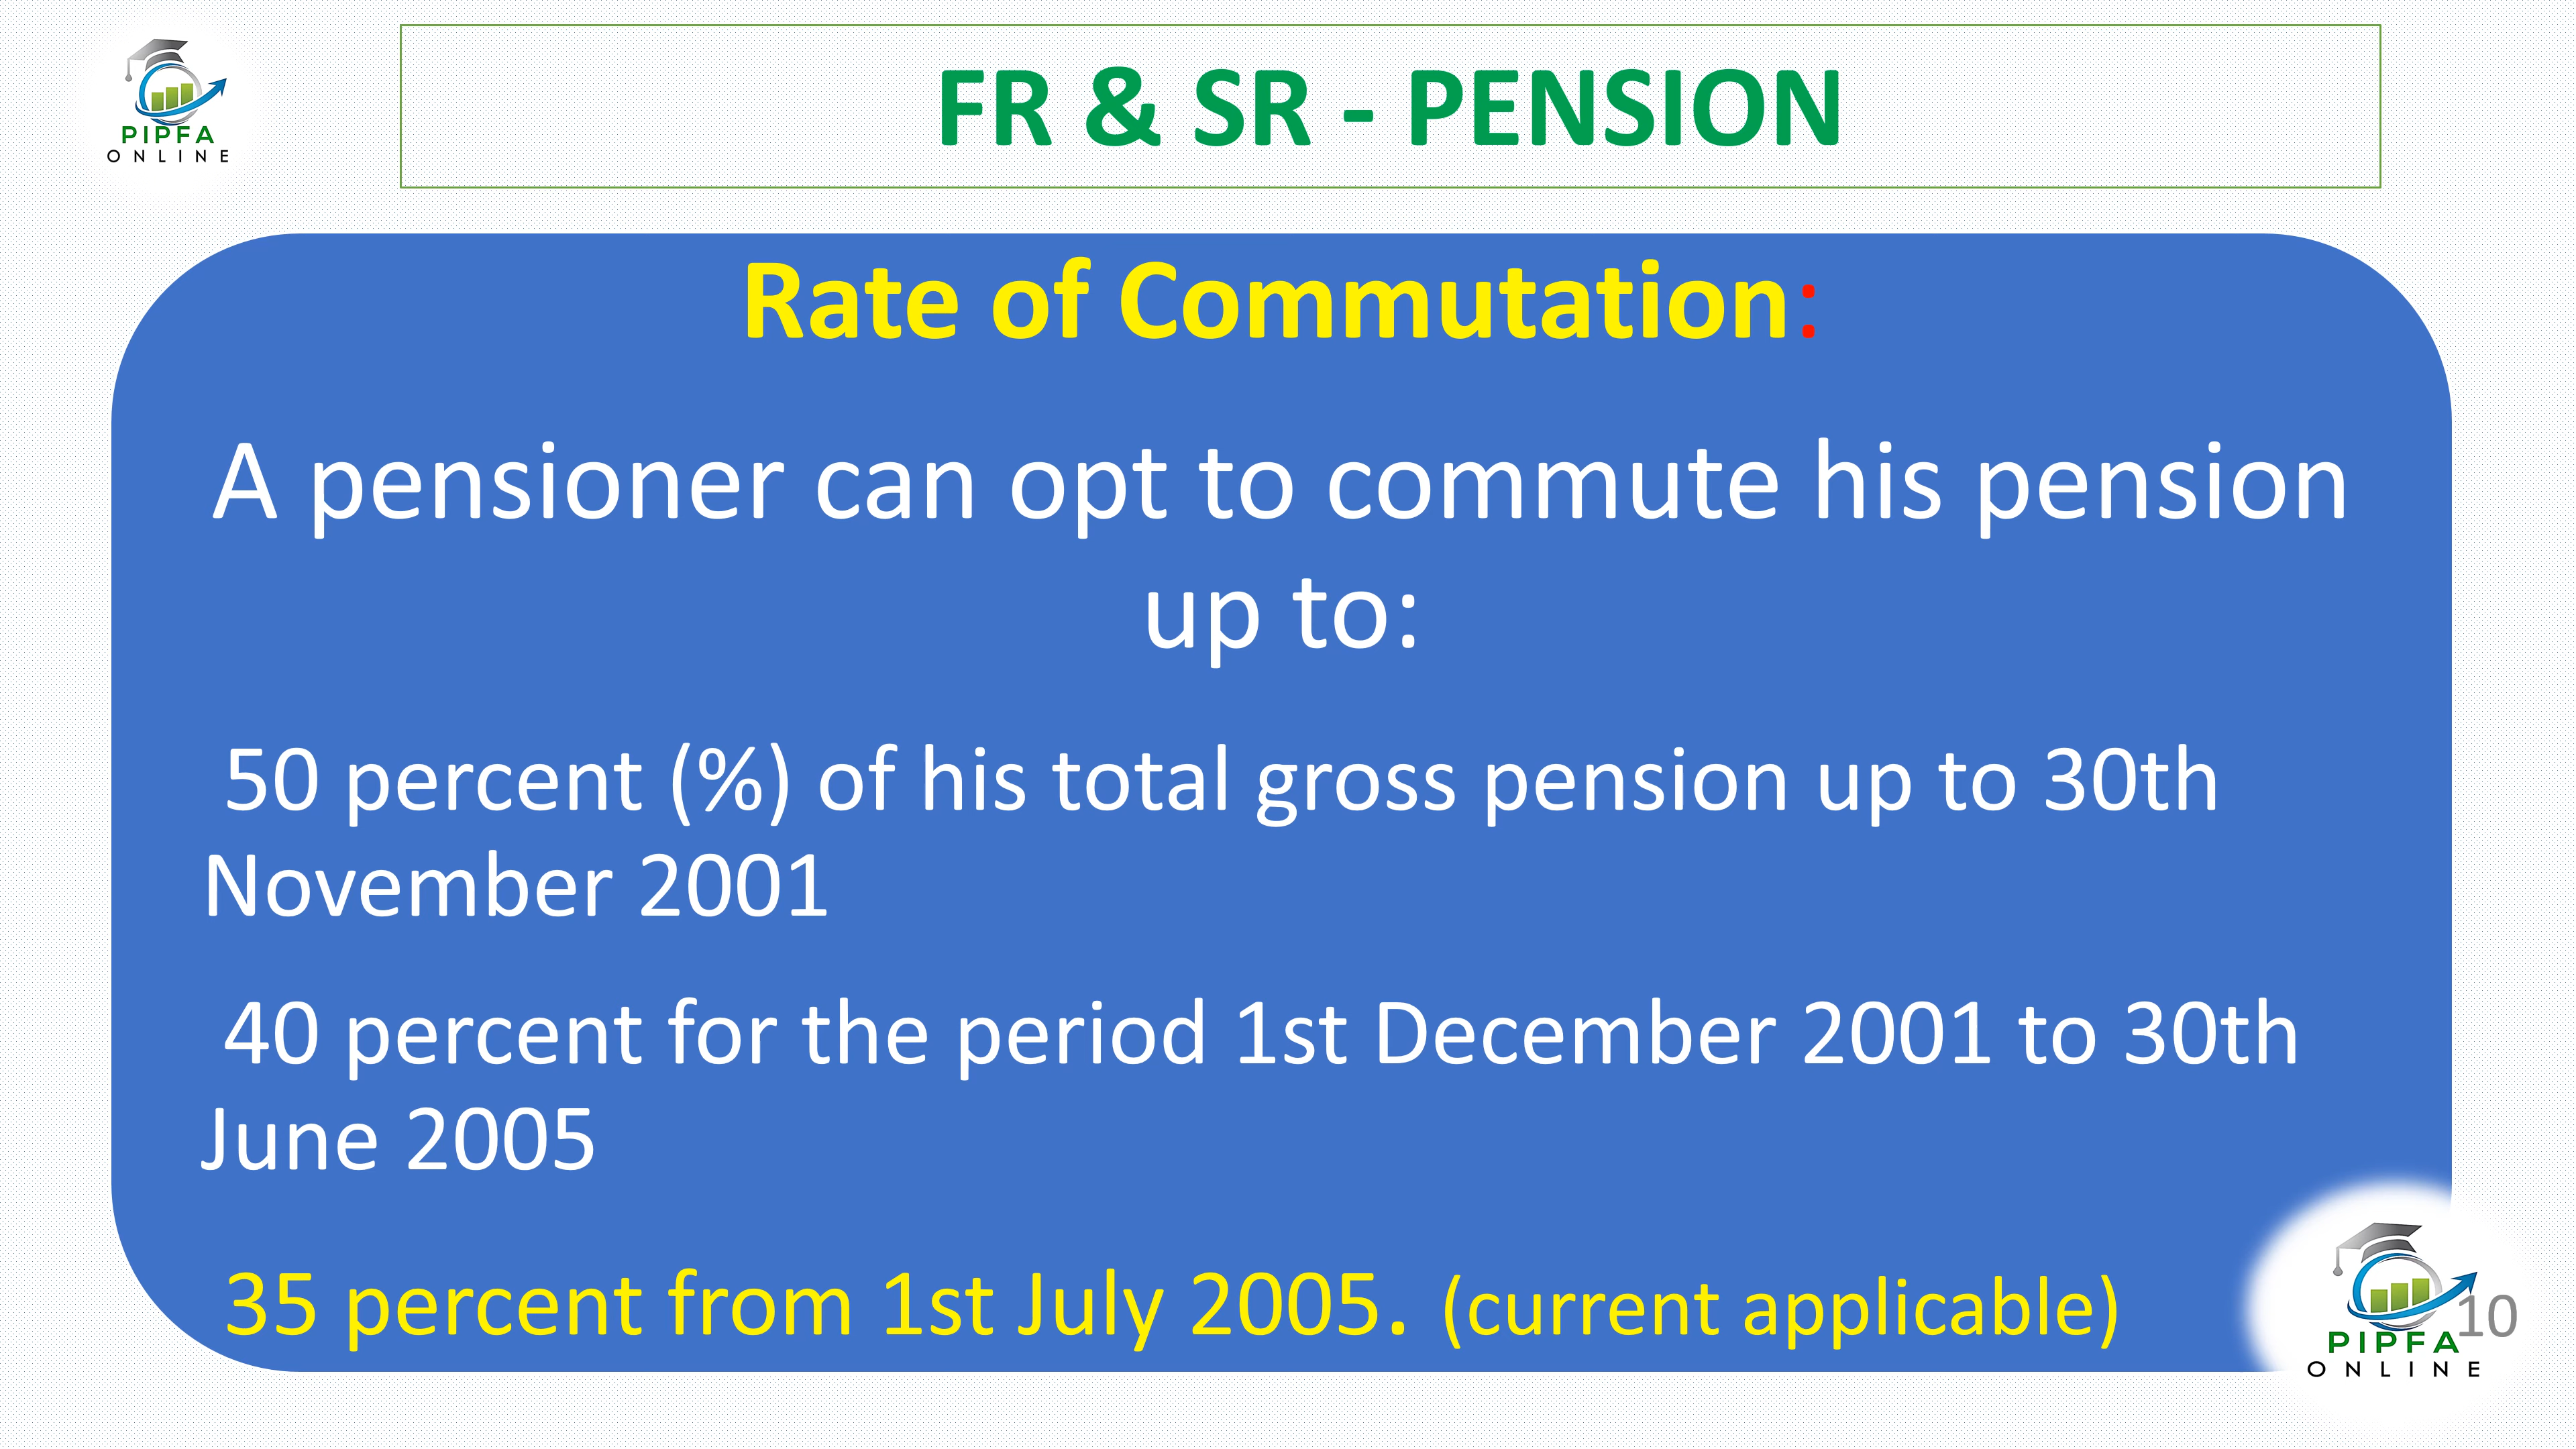 PIPFA
ONLINE
FR & SR - PENSION
Rate of Commutation:
A pensioner can opt to commute his pension
up to:
50 percent (%) of his total gross pension up to 30th
November 2001
40 percent for the period 1st December 2001 to 30th
June 2005
35 percent from 1st July 2005. (current applicable)
10
PIPFA
ONLINE